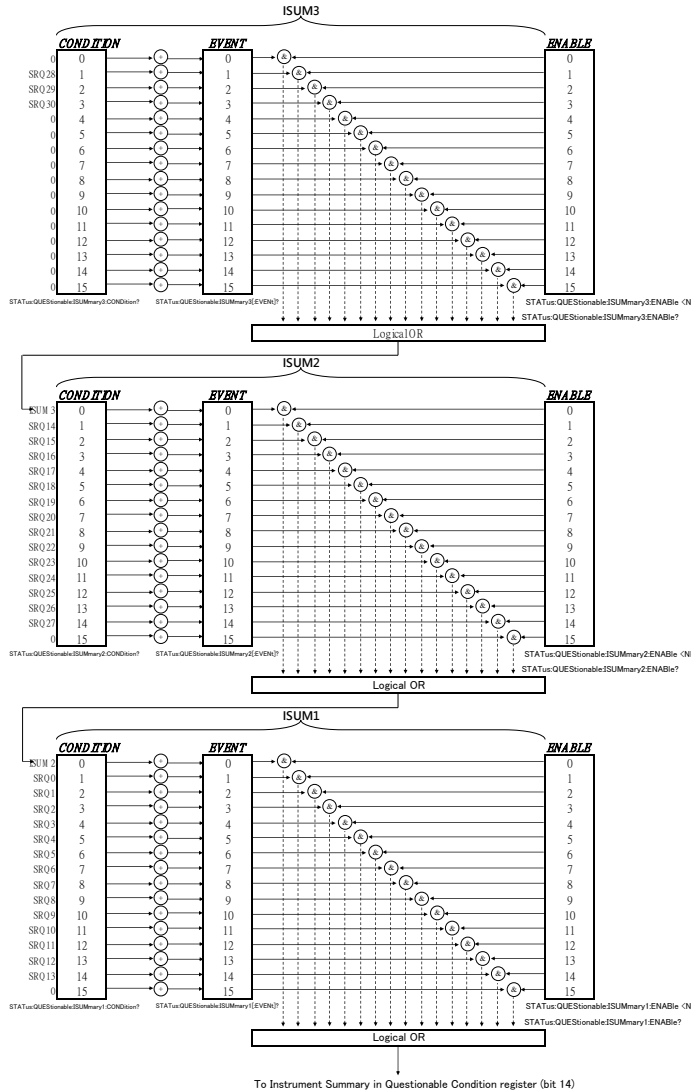 ISUM3
CONDITION EVENT ENABLE
0 0 + 0 & 0
SRQ28 1 + 1 & 1
SRQ29 2 + 2 & 2
SRQ30 3 + 3 & 3
0 4 + 4 & 4
0 5 + 5 & 5
0 6 + 6 & 6
0 7 + 7 & 7
0 8 + 8 & 8
0 9 + 9 & 9
0 10 + 10 & 10
0 11 + 11 & 11
0 12 + 12 & 12
0 13 + 13 & 13
0 14 + 14 & 14
0 15 + 15 & 15
STATus:QUEStionable:ISUMmary3:CONDition? STATus:QUEStionable:ISUMmary3[:EVENt]? STATus:QUEStionable:ISUMmary3:ENABle <N
STATus:QUEStionable:ISUMmary3:ENABle?
Logical OR
ISUM2
CONDITION EVENT ENABLE
ISUM 3 0 + 0 & 0
SRQ14 1 + 1 & 1
SRQ15 2 + 2 & 2
SRQ16 3 + 3 & 3
SRQ17 4 + 4 & 4
SRQ18 5 + 5 & 5
SRQ19 6 + 6 & 6
SRQ20 7 + 7 & 7
SRQ21 8 + 8 & 8
SRQ22 9 + 9 & 9
SRQ23 10 + 10 & 10
SRQ24 11 + 11 & 11
SRQ25 12 + 12 & 12
SRQ26 13 + 13 & 13
SRQ27 14 + 14 & 14
0 15 + 15 & 15
STATus:QUEStionable:ISUMmary2:CONDition? STATus:QUEStionable:ISUMmary2[:EVENt]? STATus:QUEStionable:ISUMmary2:ENABle <N
STATus:QUEStionable:ISUMmary2:ENABle?
Logical OR
ISUM1
CONDITION EVENT ENABLE
ISUM 2 0 + 0 & 0
SRQ0 1 + 1 & 1
SRQ1 2 + 2 & 2
SRQ2 3 + 3 & 3
SRQ3 4 + 4 & 4
SRQ4 5 + 5 & 5
SRQ5 6 + 6 & 6
SRQ6 7 + 7 & 7
SRQ7 8 + 8 & 8
SRQ8 9 + 9 & 9
SRQ9 10 + 10 & 10
SRQ10 11 + 11 & 11
SRQ11 12 + 12 & 12
SRQ12 13 + 13 & 13
SRQ13 14 + 14 & 14
0 15 + 15 & 15
STATus:QUEStionable:ISUMmary1:CONDition? STATus:QUEStionable:ISUMmary1[:EVENt]? STATus:QUEStionable:ISUMmary1:ENABle <N
STATus:QUEStionable:ISUMmary1:ENABle?
Logical OR
To Instrument Summary in Questionable Condition register (bit 14)